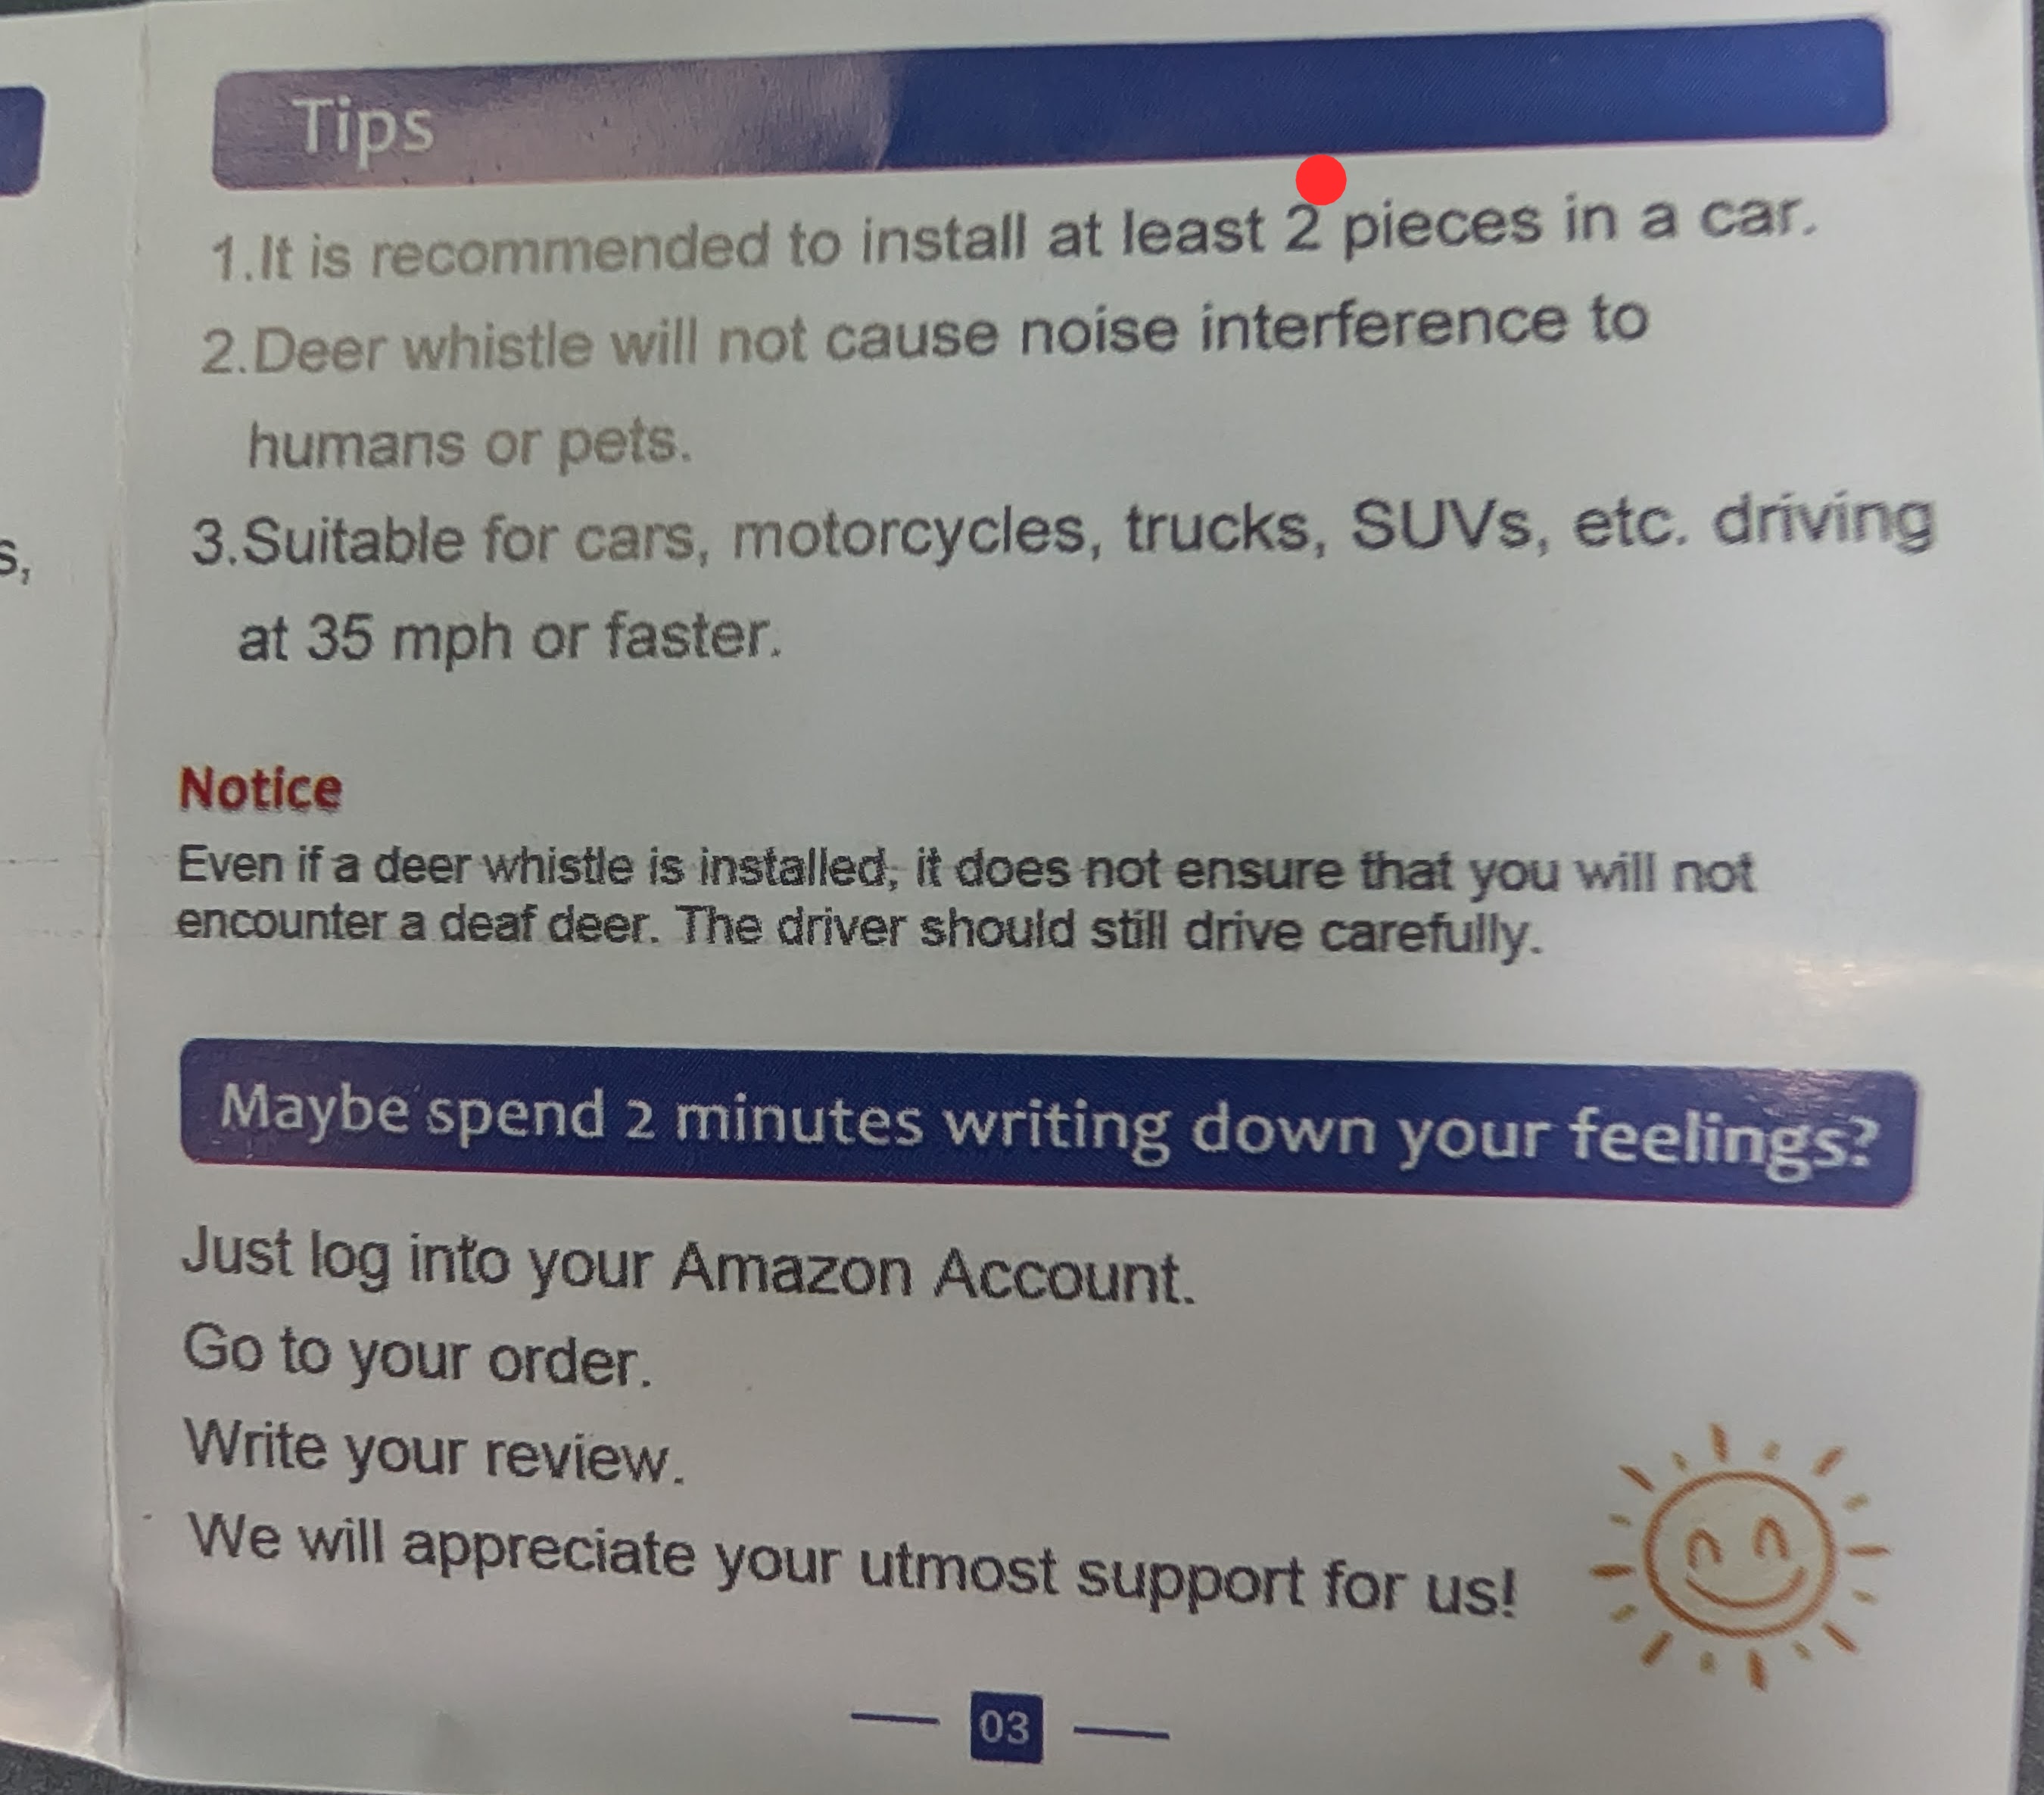 Tips
1.It is recommended to install at least 2 pieces in a car.
2.Deer whistle will not cause noise interference to
humans or pets.
3.Suitable for cars, motorcycles, trucks, SUVs, etc. driving
at 35 mph or faster.
s,
Notice
Even if a deer whistle is installed, it does not ensure that you will not
encounter a deaf deer. The driver should still drive carefully.
Maybe spend 2 minutes writing down your feelings?
Just log into your Amazon Account.
Go to your order.
Write your review.
We will appreciate your utmost support for us!
03